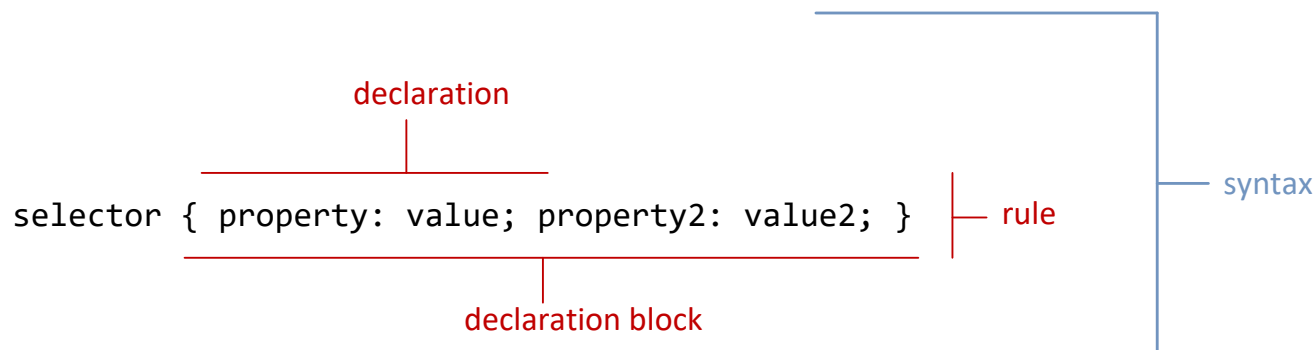 declaration
syntax
selector { property: value; property2: value2; }
rule
declaration block